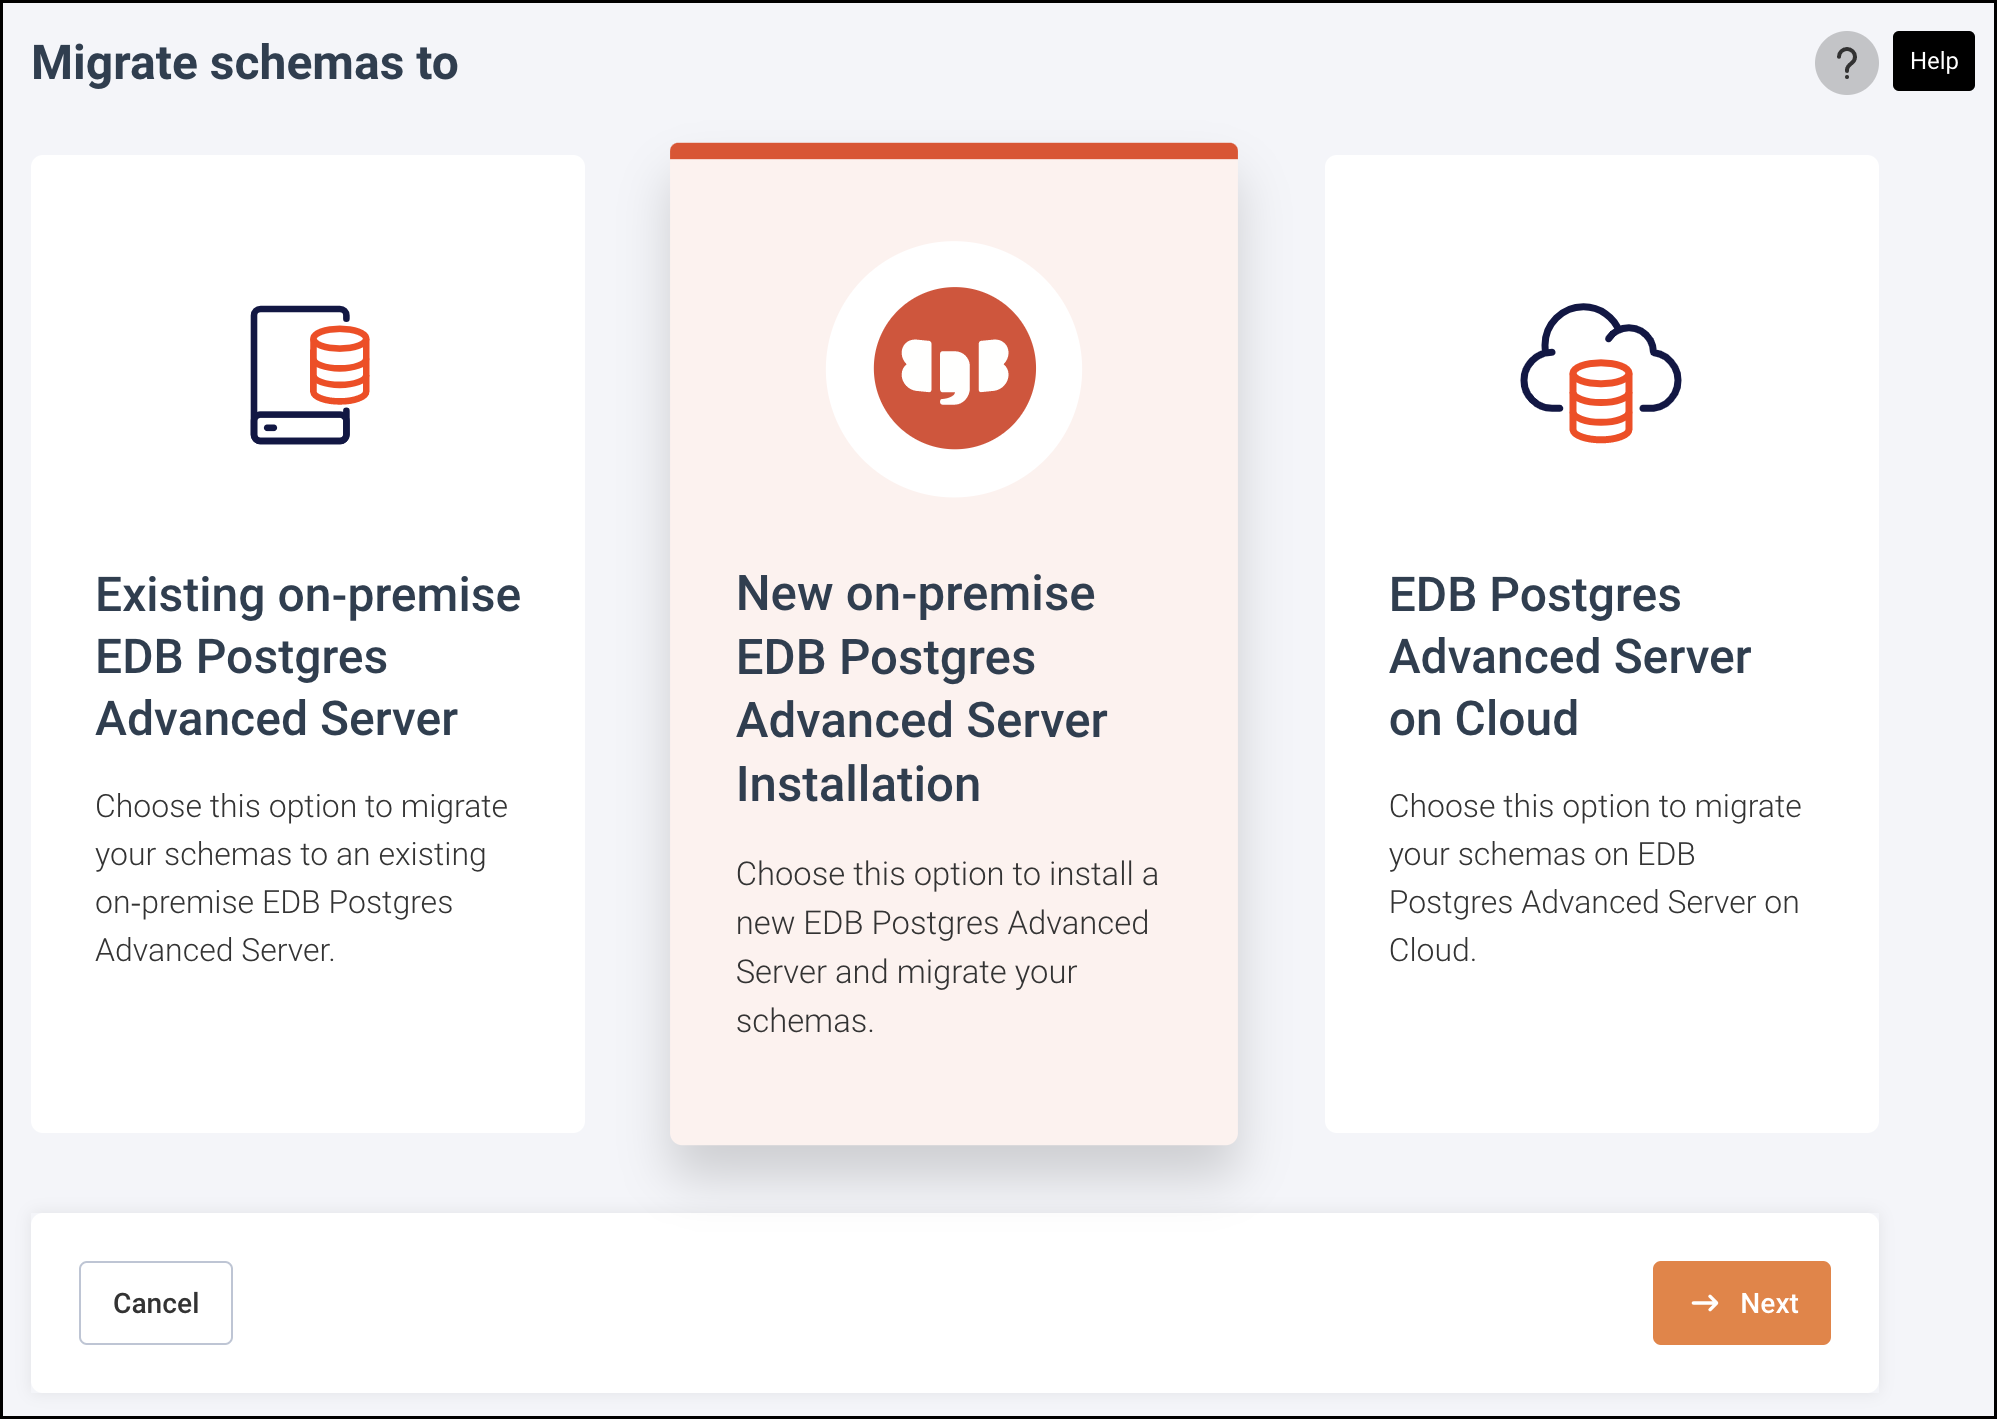 Migrate schemas to
?
Help
Existing on-premise
EDB Postgres
Advanced Server
Choose this option to migrate
your schemas to an existing
on-premise EDB Postgres
Advanced Server.
New on-premise
EDB Postgres
Advanced Server
Installation
Choose this option to install a
new EDB Postgres Advanced
Server and migrate your
schemas.
EDB Postgres
Advanced Server
on Cloud
Choose this option to migrate
your schemas on EDB
Postgres Advanced Server on
Cloud.
Cancel
Next